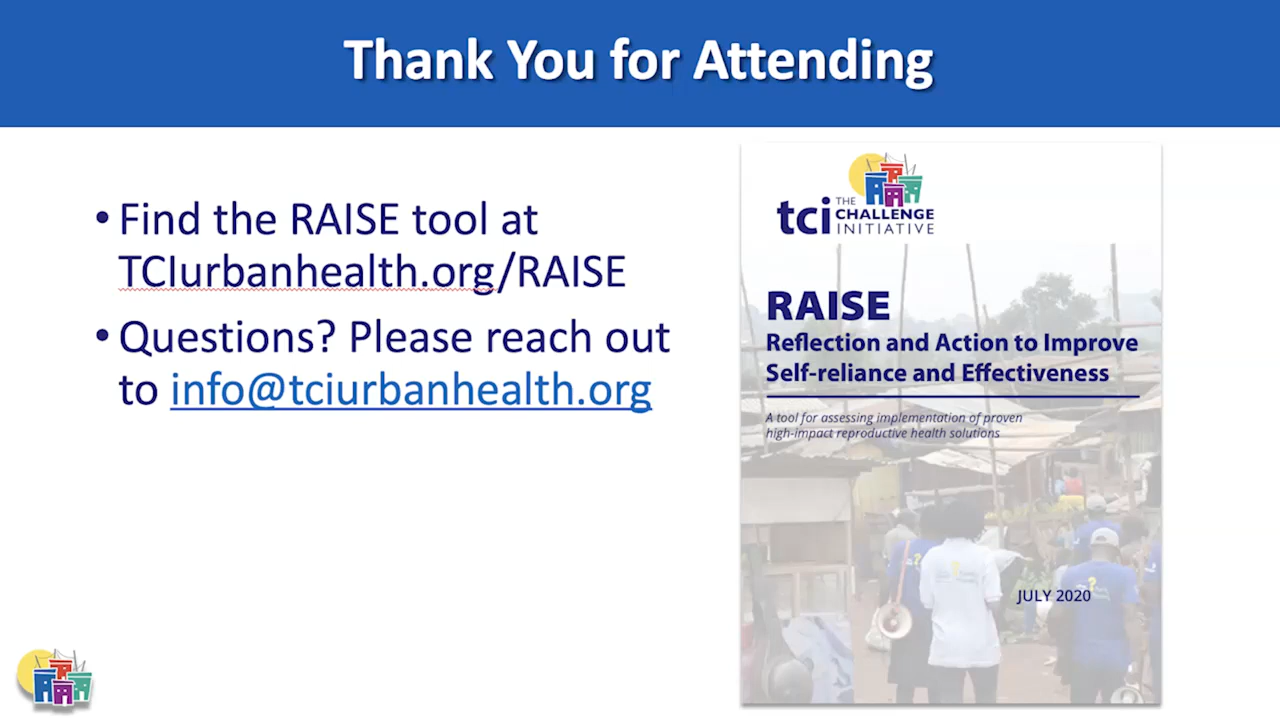 Thank You for Attending
• Find the RAISE tool at
TCIurbanhealth.org/RAISE
• Questions? Please reach out
to info@tciurbanhealth.org
tci THE
CHALLENGE
INITIATIVE
RAISE
Reflection and Action to Improve
Self-reliance and Effectiveness
A tool for assessing implementation of proven
high-impact reproductive health solutions
JULY 2020